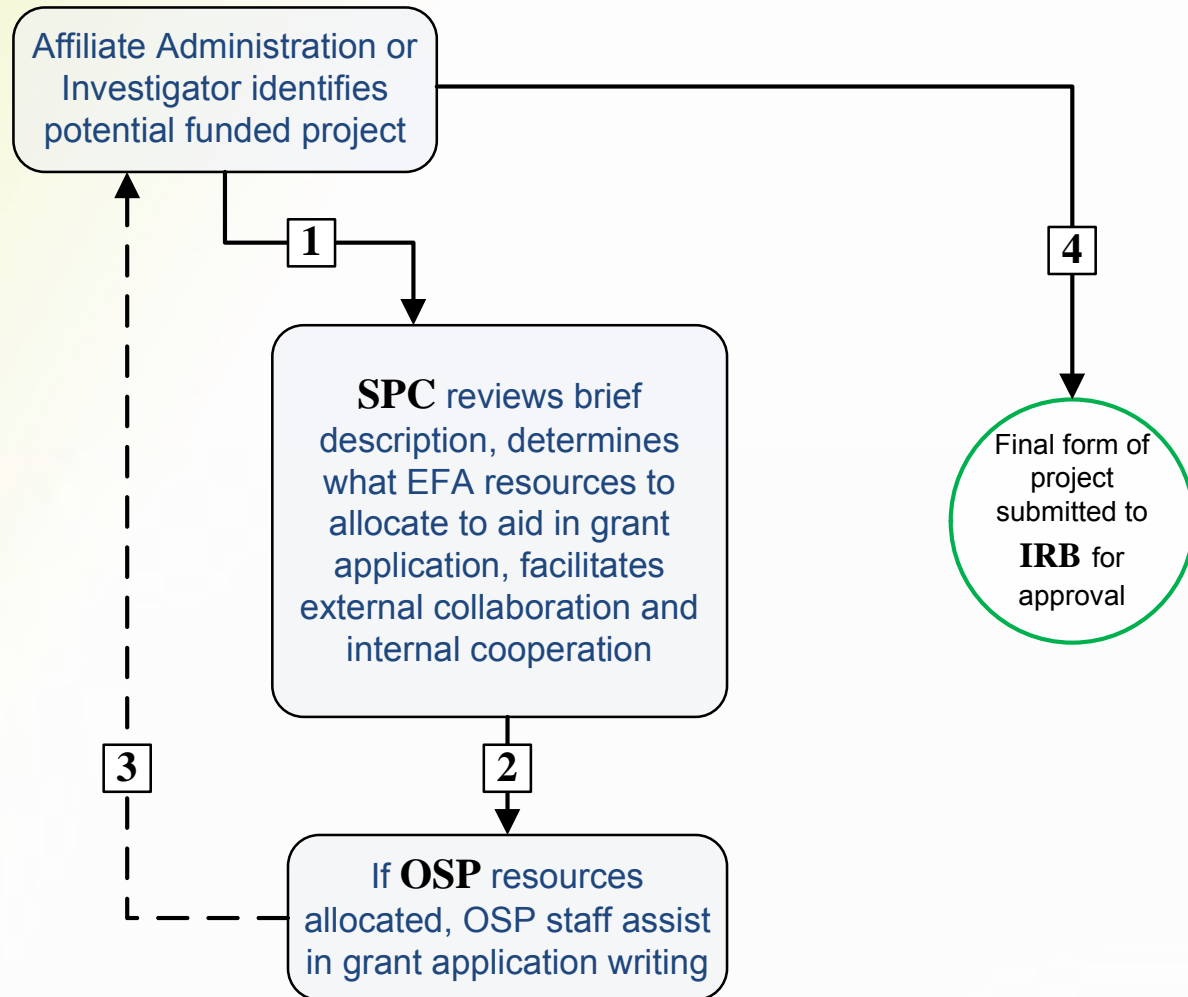 Affiliate Administration or
Investigator identifies
potential funded project
1
4
SPC reviews brief
description, determines
what EFA resources to
allocate to aid in grant
application, facilitates
external collaboration and
internal cooperation
Final form of
project
submitted to
IRB for
approval
3
2
If OSP resources
allocated, OSP staff assist
in grant application writing